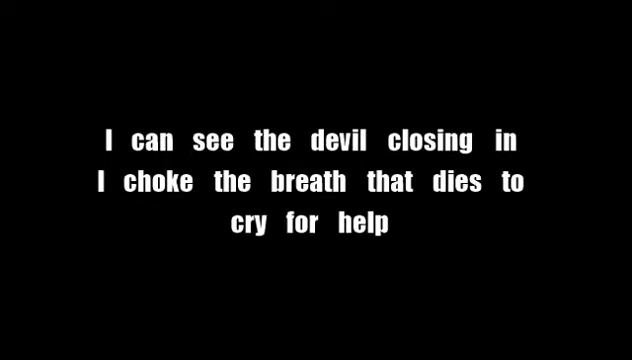 I can see the devil closing in
I choke the breath that dies to
cry for help